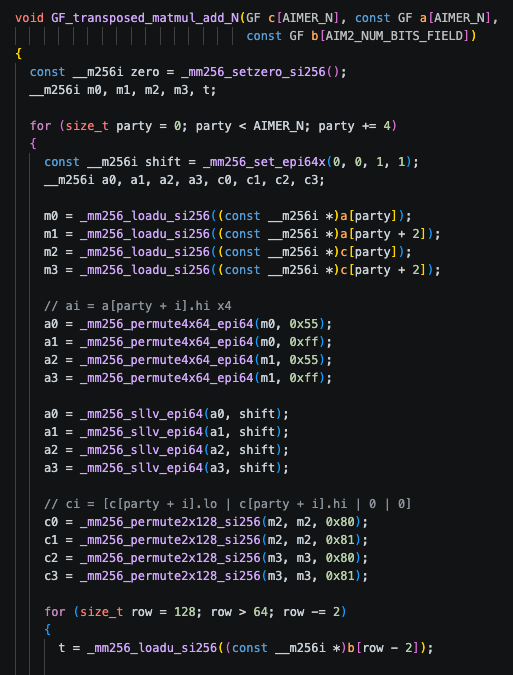 void GF_transposed_matmul_add_N(GF c[AIMER_N], const GF a[AIMER_N],
                                const GF b[AIM2_NUM_BITS_FIELD])
{
  const __m256i zero = _mm256_setzero_si256();
  __m256i m0, m1, m2, m3, t;

  for (size_t party = 0; party < AIMER_N; party += 4)
  {
    const __m256i shift = _mm256_set_epi64x(0, 0, 1, 1);
    __m256i a0, a1, a2, a3, c0, c1, c2, c3;

    m0 = _mm256_loadu_si256((const __m256i *)a[party]);
    m1 = _mm256_loadu_si256((const __m256i *)a[party + 2]);
    m2 = _mm256_loadu_si256((const __m256i *)c[party]);
    m3 = _mm256_loadu_si256((const __m256i *)c[party + 2]);

    // ai = a[party + i].hi x4
    a0 = _mm256_permute4x64_epi64(m0, 0x55);
    a1 = _mm256_permute4x64_epi64(m0, 0xff);
    a2 = _mm256_permute4x64_epi64(m1, 0x55);
    a3 = _mm256_permute4x64_epi64(m1, 0xff);

    a0 = _mm256_sllv_epi64(a0, shift);
    a1 = _mm256_sllv_epi64(a1, shift);
    a2 = _mm256_sllv_epi64(a2, shift);
    a3 = _mm256_sllv_epi64(a3, shift);

    // ci = [c[party + i].lo | c[party + i].hi | 0 | 0]
    c0 = _mm256_permute2x128_si256(m2, m2, 0x80);
    c1 = _mm256_permute2x128_si256(m2, m2, 0x81);
    c2 = _mm256_permute2x128_si256(m3, m3, 0x80);
    c3 = _mm256_permute2x128_si256(m3, m3, 0x81);

    for (size_t row = 128; row > 64; row -= 2)
    {
      t = _mm256_loadu_si256((const __m256i *)b[row - 2]);